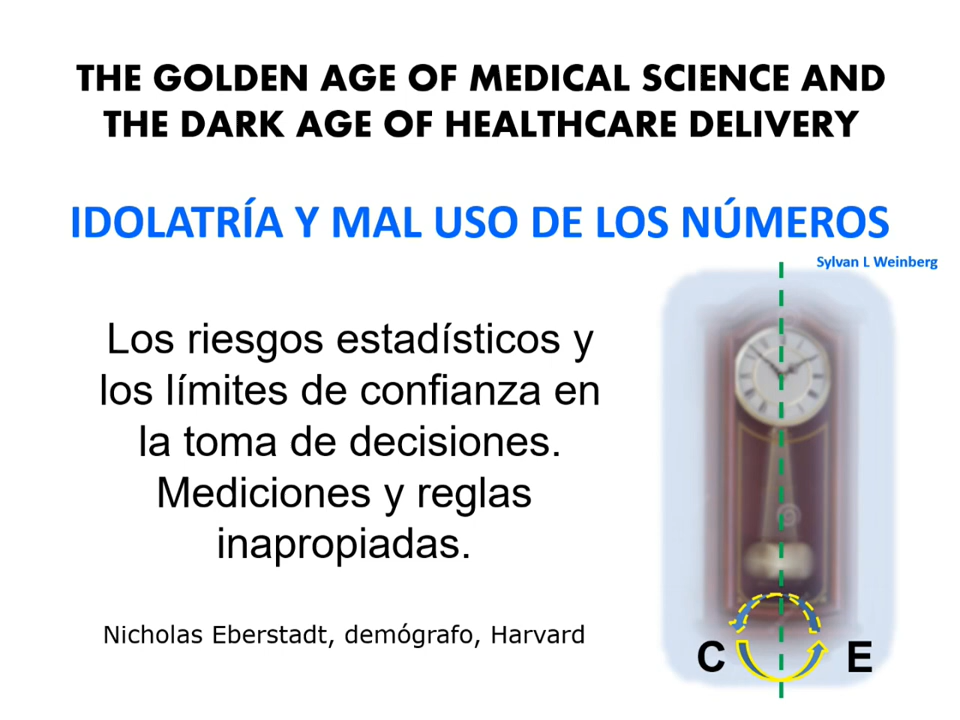 THE GOLDEN AGE OF MEDICAL SCIENCE AND
THE DARK AGE OF HEALTHCARE DELIVERY
IDOLATRÍA Y MAL USO DE LOS NÚMEROS
Sylvan L Weinberg
Los riesgos estadísticos y
los límites de confianza en
la toma de decisiones.
Mediciones y reglas
inapropiadas.
Nicholas Eberstadt, demógrafo, Harvard
C E